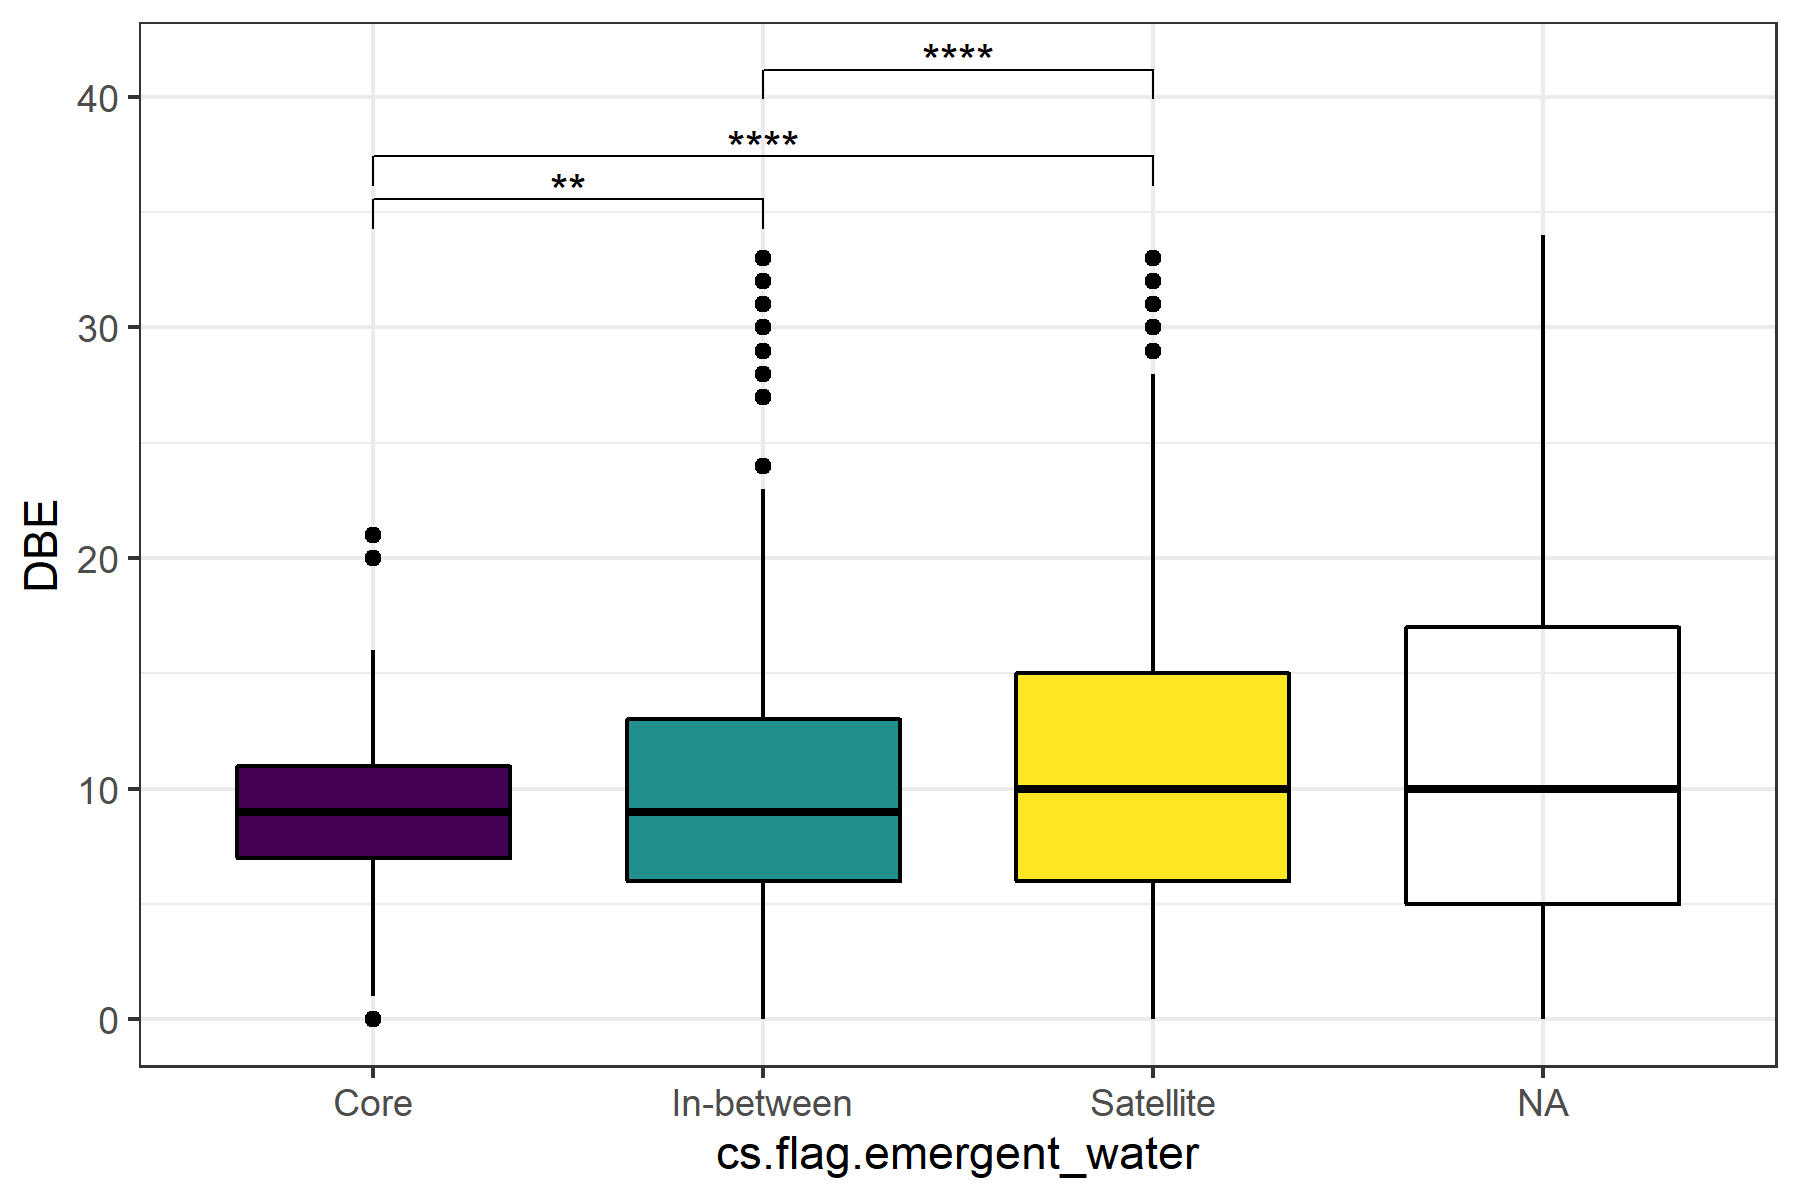 ****
****
**
40
30
20
10
0
DBE
Core In-between Satellite NA
cs.flag.emergent_water